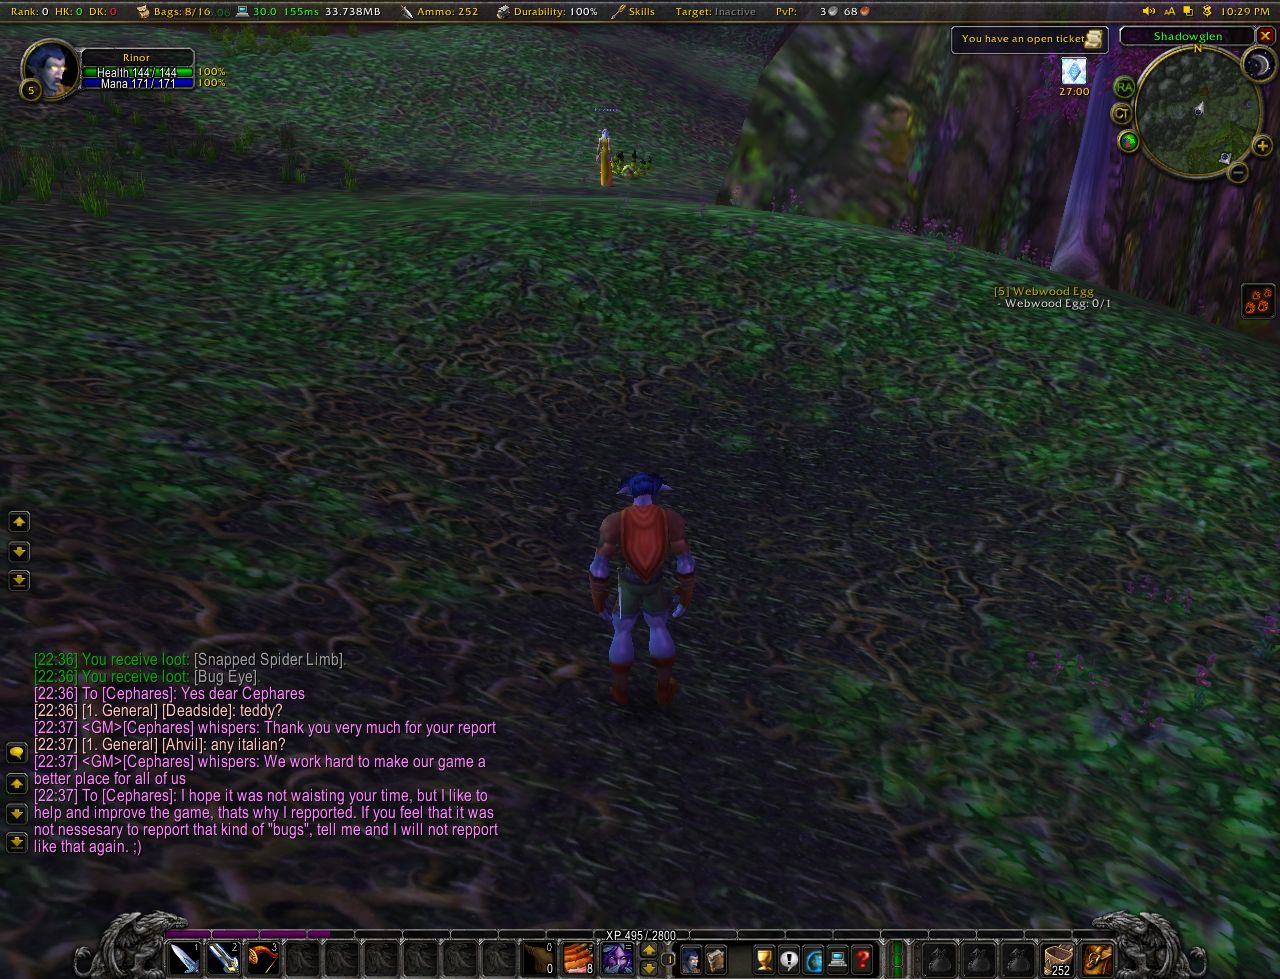 Rank: 0 HK: 0 DK: 0 Bags: 8/16 30.0 155ms 33.738MB Ammo: 252 Durability: 100% Skills Target: Inactive PvP: 3 68 10:29 PM
You have an open ticket
Shadowglen
N
Rinor
Health 144 / 144 100%
Mana 171 / 171 100%
5
27:00
RA
CT
[5] Webwood Egg
- Webwood Egg: 0/1
[22:36] You receive loot: [Snapped Spider Limb].
[22:36] You receive loot: [Bug Eye].
[22:36] To [Cephares]: Yes dear Cephares
[22:36] [1. General] [Deadside]: teddy?
[22:37] <GM>[Cephares] whispers: Thank you very much for your report
[22:37] [1. General] [Ahvil]: any italian?
[22:37] <GM>[Cephares] whispers: We work hard to make our game a
better place for all of us
[22:37] To [Cephares]: I hope it was not waisting your time, but I like to
help and improve the game, thats why I repported. If you feel that it was
not nessesary to repport that kind of "bugs", tell me and I will not repport
like that again. ;)
XP 495 / 2800
1 2 3 0 =
0 8 252